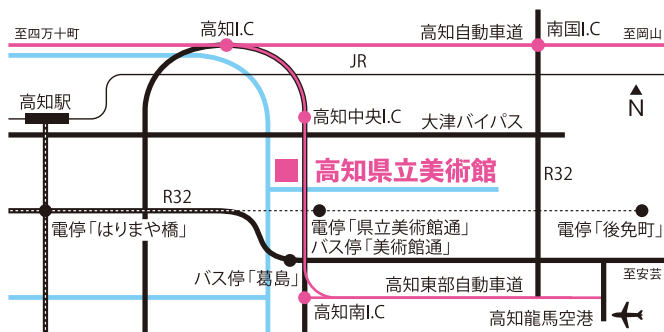 至四万十町
高知I.C
高知自動車道
南国I.C
至岡山
JR
高知駅
高知中央I.C
大津バイパス
N
高知県立美術館
R32
R32
電停「はりまや橋」
電停「県立美術館通」
バス停「美術館通」
電停「後免町」
バス停「葛島」
高知東部自動車道
至安芸
高知南I.C
高知龍馬空港